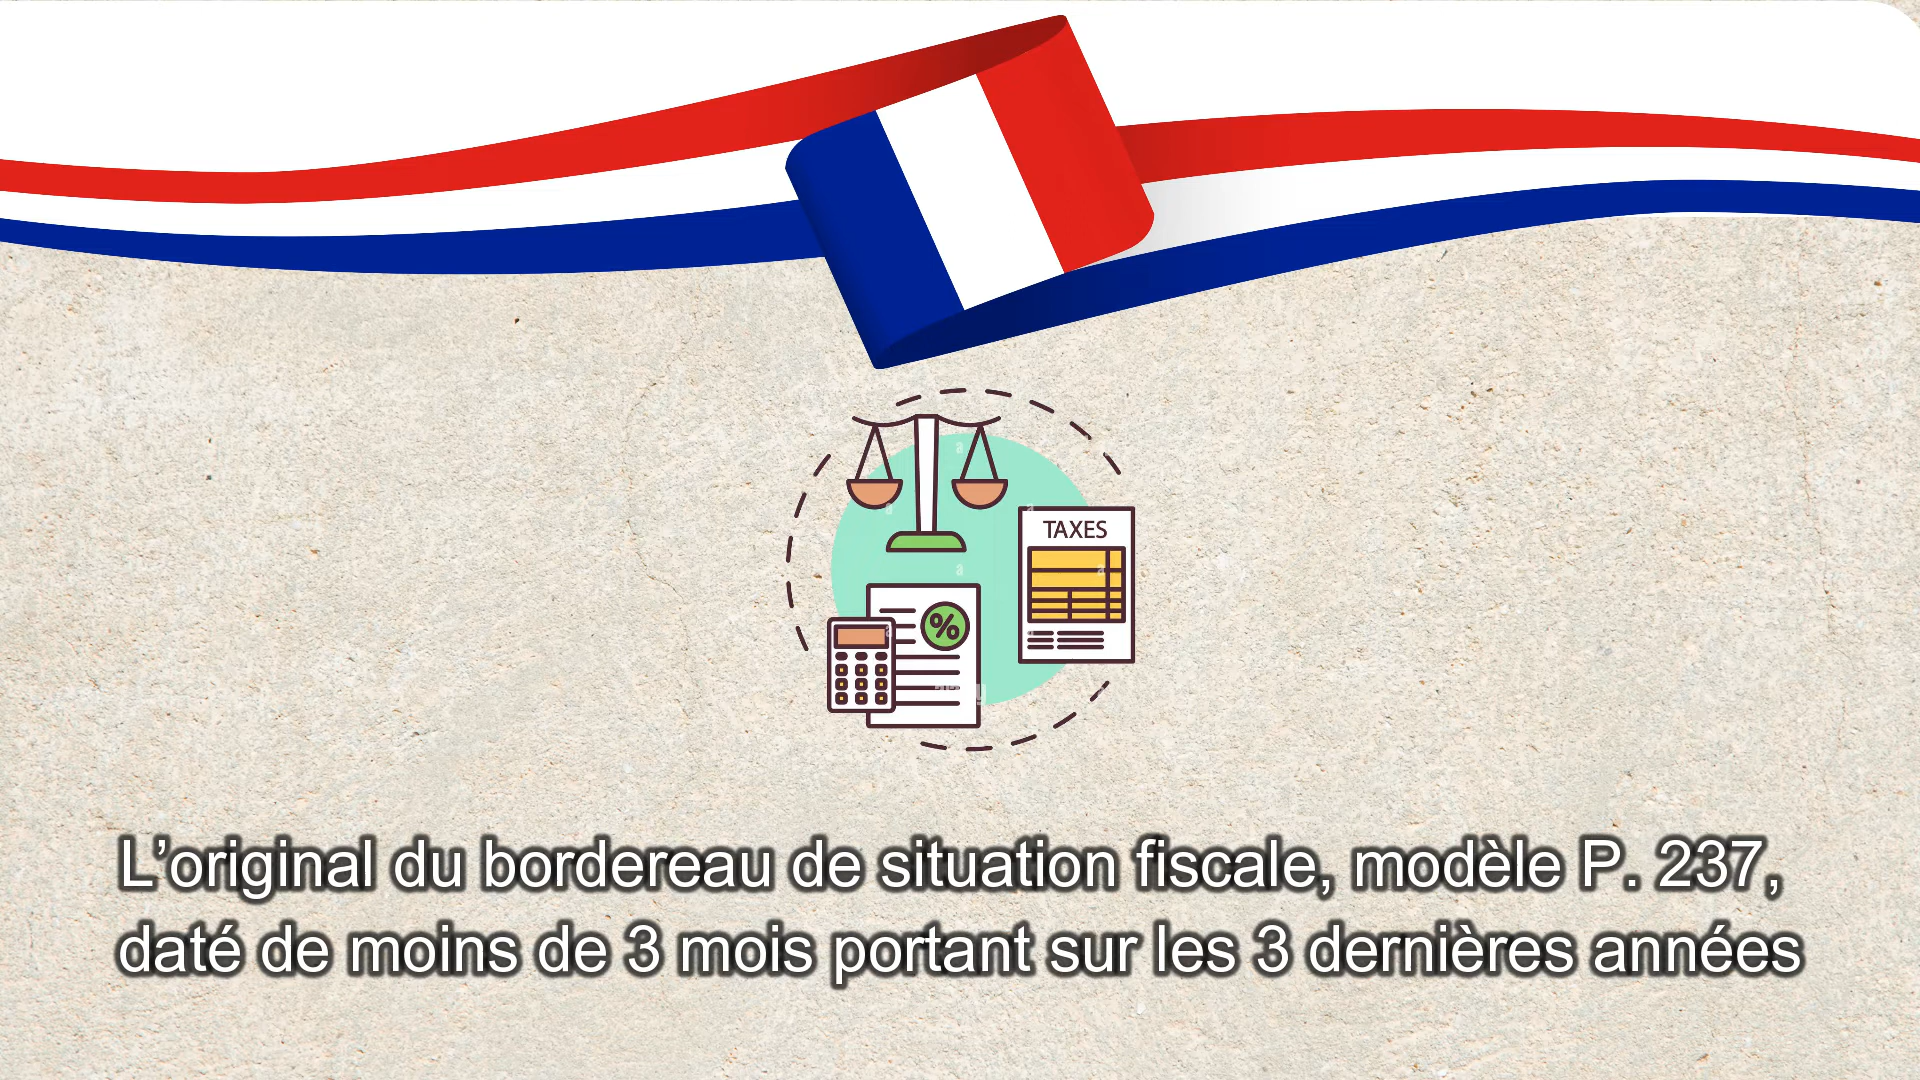 TAXES
%
L’original du bordereau de situation fiscale, modèle P. 237,
daté de moins de 3 mois portant sur les 3 dernières années